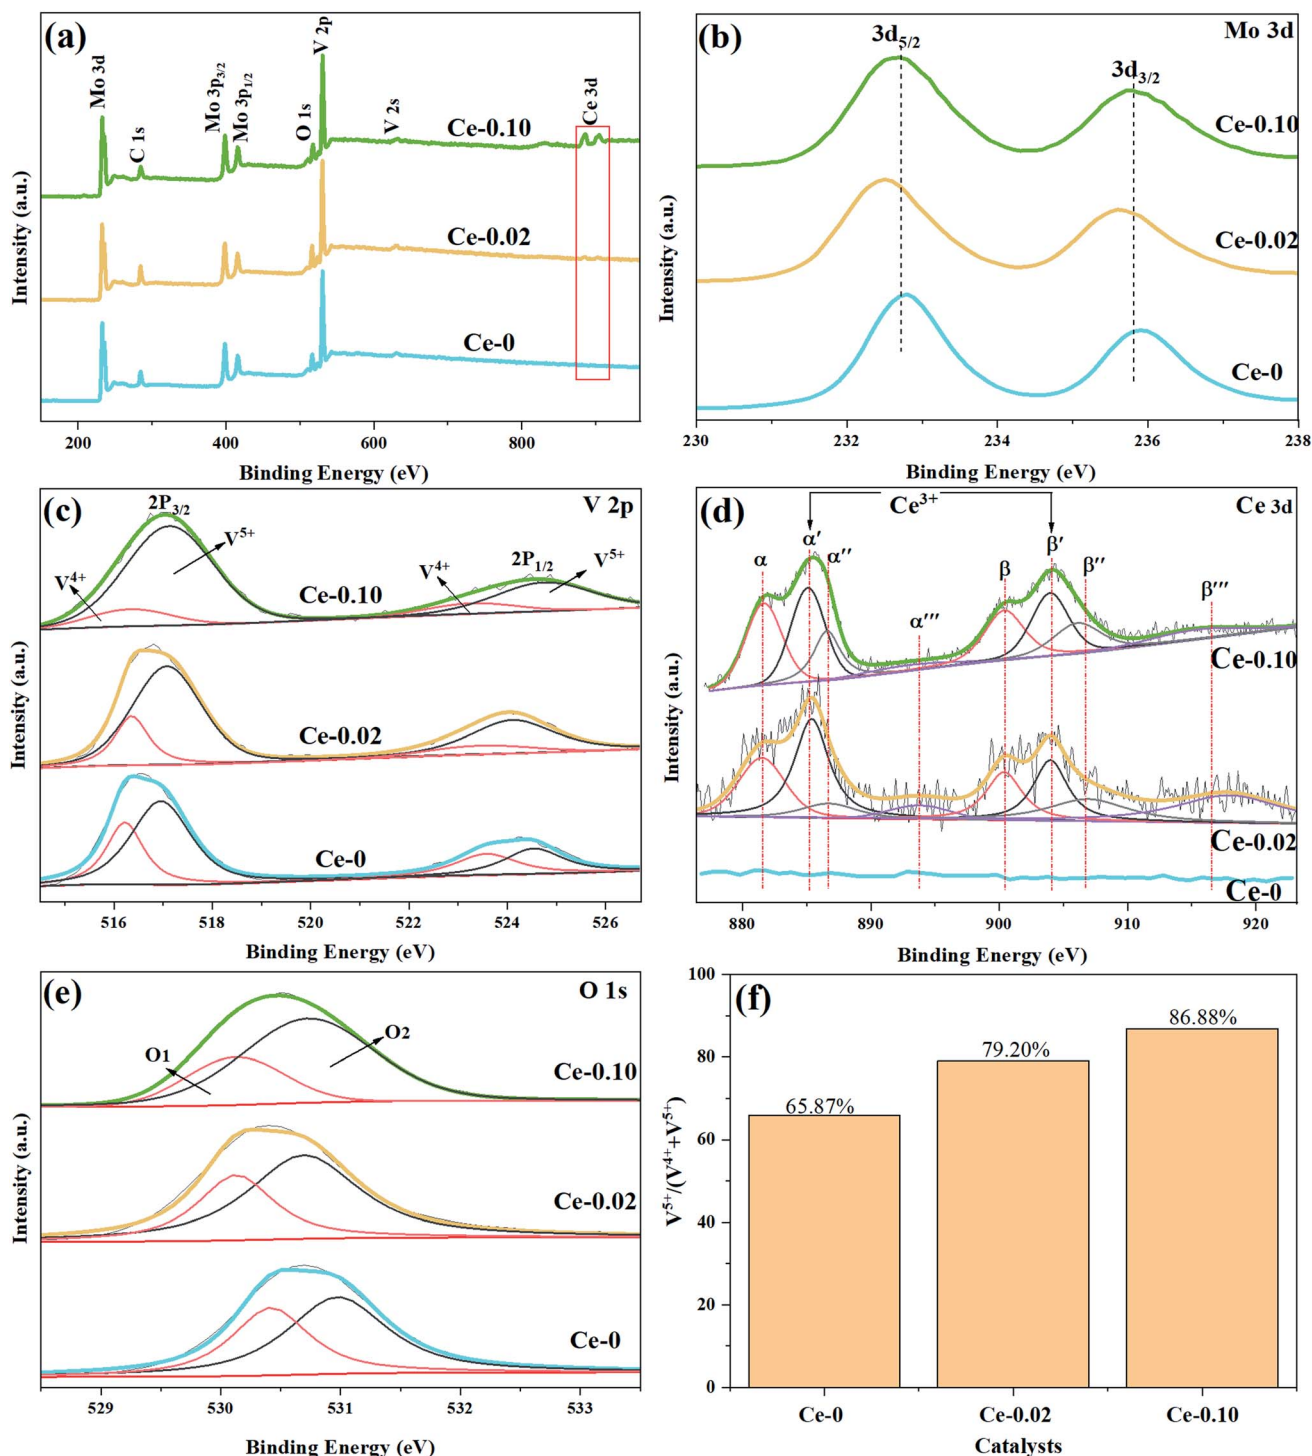 (a)
Mo 3d
C 1s
Mo 3p3/2
Mo 3p1/2
O 1s
V 2p
V 2s
Ce 3d
Ce-0.10
Ce-0.02
Ce-0
Intensity (a.u.)
200 400 600 800
Binding Energy (eV)
(b)
Mo 3d
3d5/2
3d3/2
Ce-0.10
Ce-0.02
Ce-0
Intensity (a.u.)
230 232 234 236 238
Binding Energy (eV)
(c)
V 2p
2P3/2
V5+
V4+
2P1/2
V4+
V5+
Ce-0.10
Ce-0.02
Ce-0
Intensity (a.u.)
516 518 520 522 524 526
Binding Energy (eV)
(d)
Ce3+
Ce 3d
α α′ α′′ α′′′ β β′ β′′ β′′′
Ce-0.10
Ce-0.02
Ce-0
Intensity (a.u.)
880 890 900 910 920
Binding Energy (eV)
(e)
O 1s
O1
O2
Ce-0.10
Ce-0.02
Ce-0
Intensity (a.u.)
529 530 531 532 533
Binding Energy (eV)
(f)
100
80
60
40
20
0
V5+/(V4++V5+)
65.87%
79.20%
86.88%
Ce-0 Ce-0.02 Ce-0.10
Catalysts